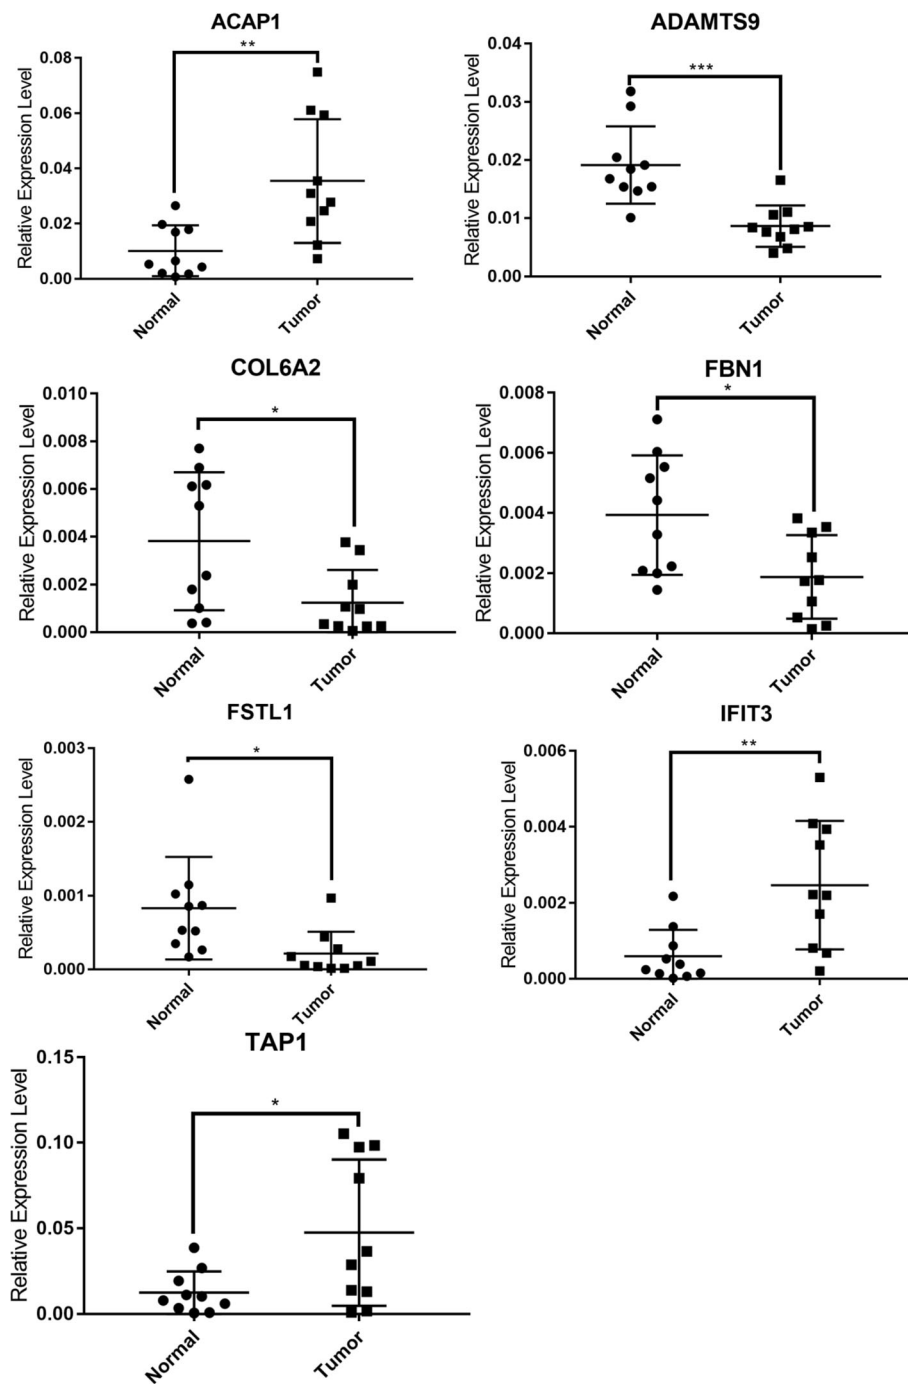 ACAP1
**
Relative Expression Level
0.08
0.06
0.04
0.02
0.00
Normal
Tumor
ADAMTS9
***
Relative Expression Level
0.04
0.03
0.02
0.01
0.00
Normal
Tumor
COL6A2
*
Relative Expression Level
0.010
0.008
0.006
0.004
0.002
0.000
Normal
Tumor
FBN1
*
Relative Expression Level
0.008
0.006
0.004
0.002
0.000
Normal
Tumor
FSTL1
*
Relative Expression Level
0.003
0.002
0.001
0.000
Normal
Tumor
IFIT3
**
Relative Expression Level
0.006
0.004
0.002
0.000
Normal
Tumor
TAP1
*
Relative Expression Level
0.15
0.10
0.05
0.00
Normal
Tumor